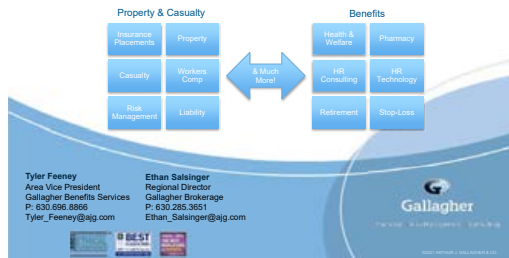 Property & Casualty
Benefits
Insurance
Placements
Property
Casualty
Workers
Comp
Risk
Management
Liability
& Much
More!
Health &
Welfare
Pharmacy
HR
Consulting
HR
Technology
Retirement
Stop-Loss
Tyler Feeney
Area Vice President
Gallagher Benefits Services
P: 630.696.8866
Tyler_Feeney@ajg.com
Ethan Salsinger
Regional Director
Gallagher Brokerage
P: 630.285.3651
Ethan_Salsinger@ajg.com
G
Gallagher
ETHICAL
BEST